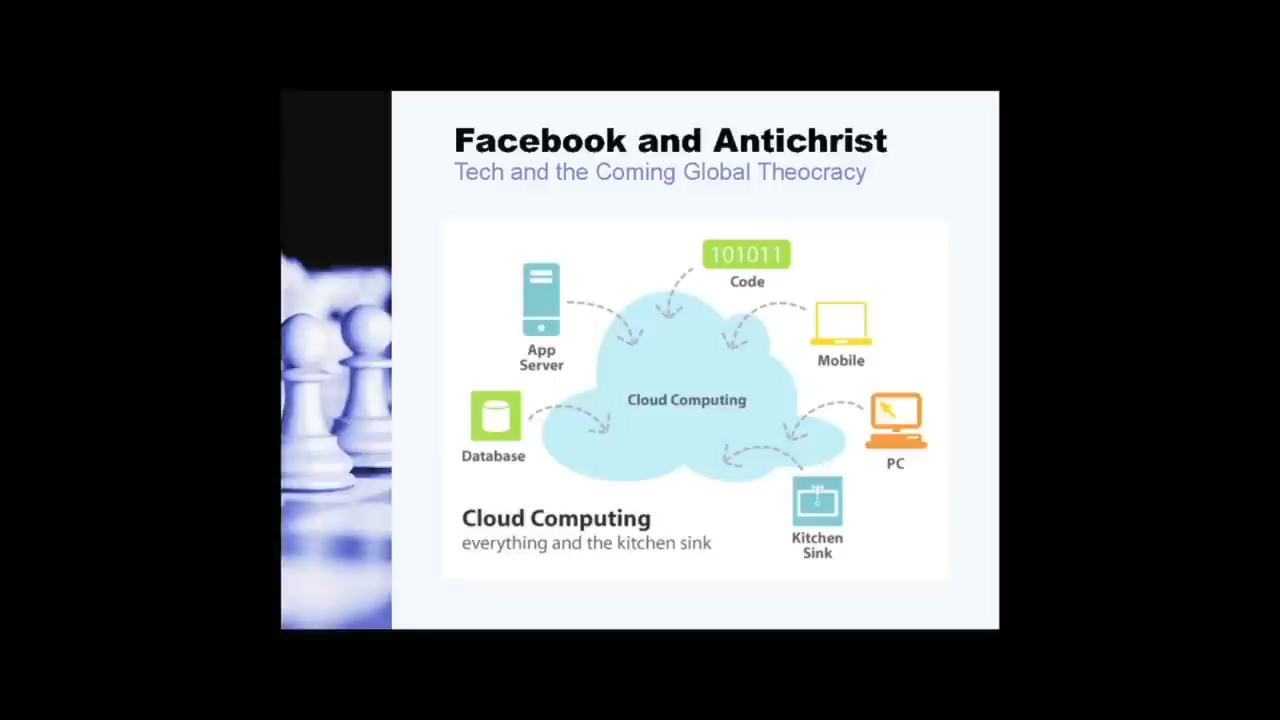 Facebook and Antichrist
Tech and the Coming Global Theocracy
101011
Code
App
Server
Mobile
Cloud Computing
Database
PC
Cloud Computing
everything and the kitchen sink
Kitchen
Sink